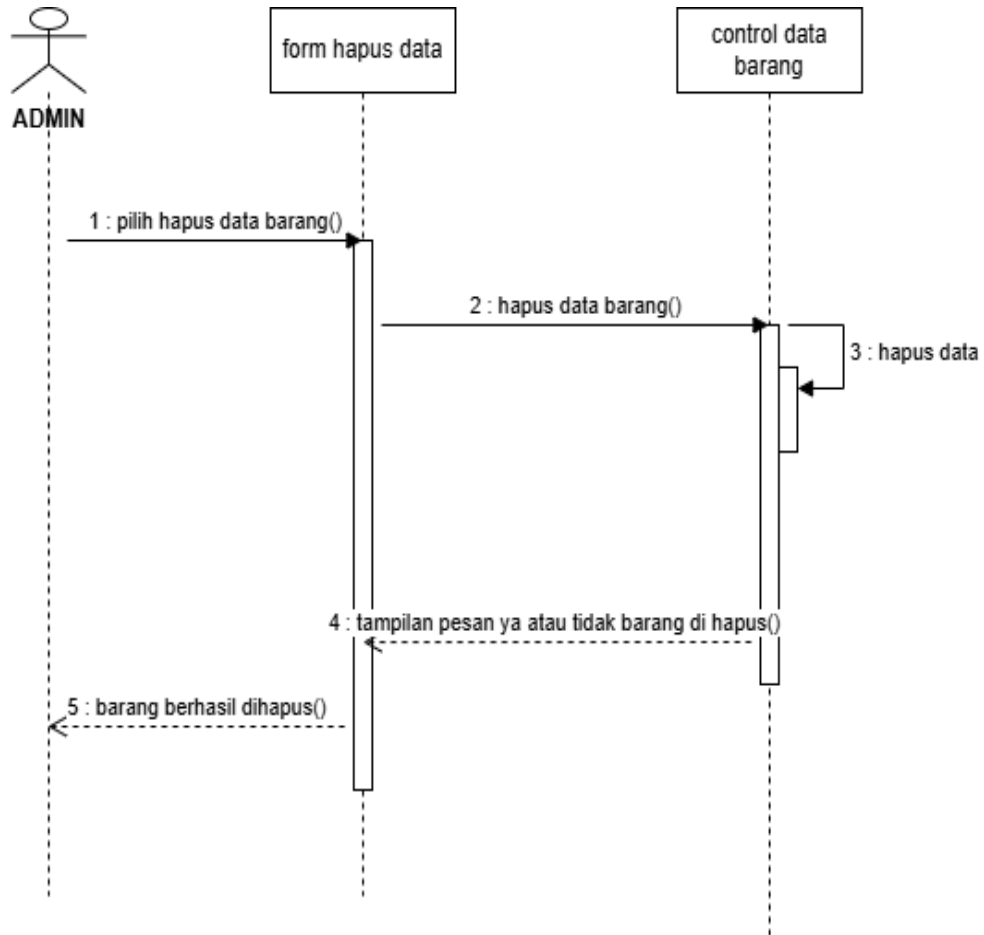 form hapus data
control data
barang
ADMIN
1 : pilih hapus data barang()
2 : hapus data barang()
3 : hapus data
4 : tampilan pesan ya atau tidak barang di hapus()
5 : barang berhasil dihapus()